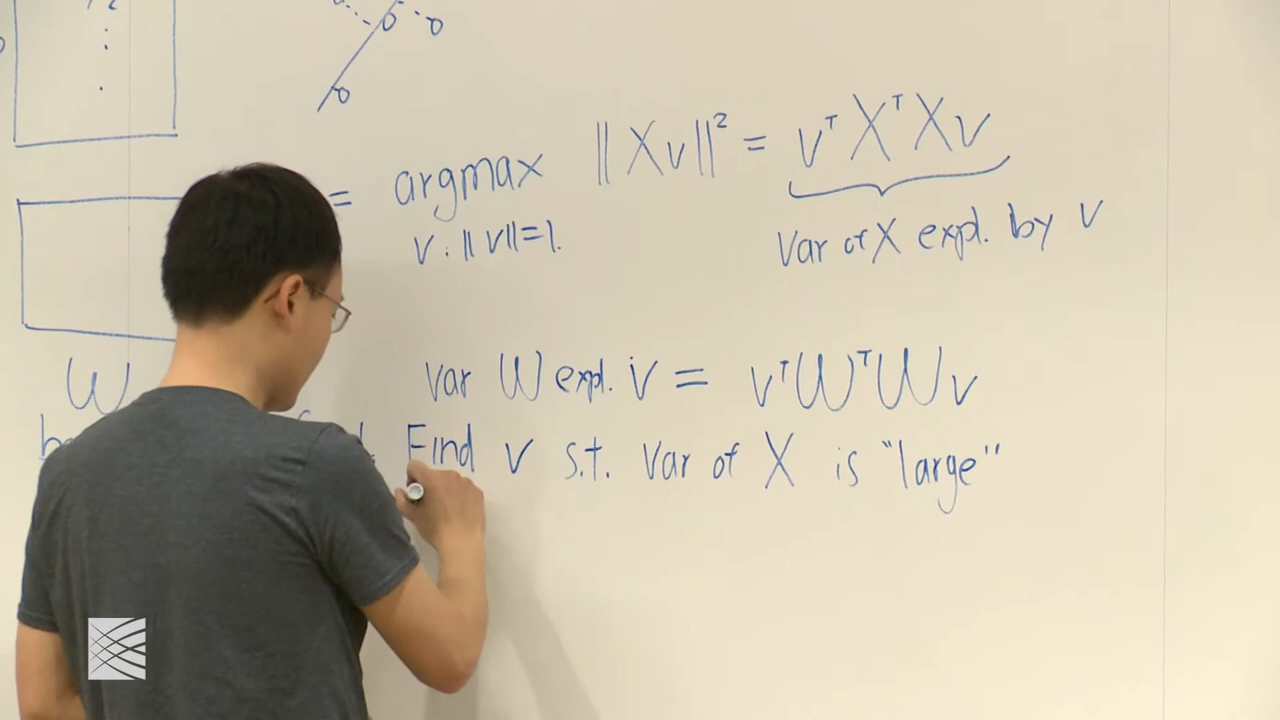 = argmax ||Xv||² = vᵀXᵀXv
v : ||v||=1.
Var of X expl. by v
W
var W expl. v = vᵀWᵀWv
Find v s.t. Var of X is "large"